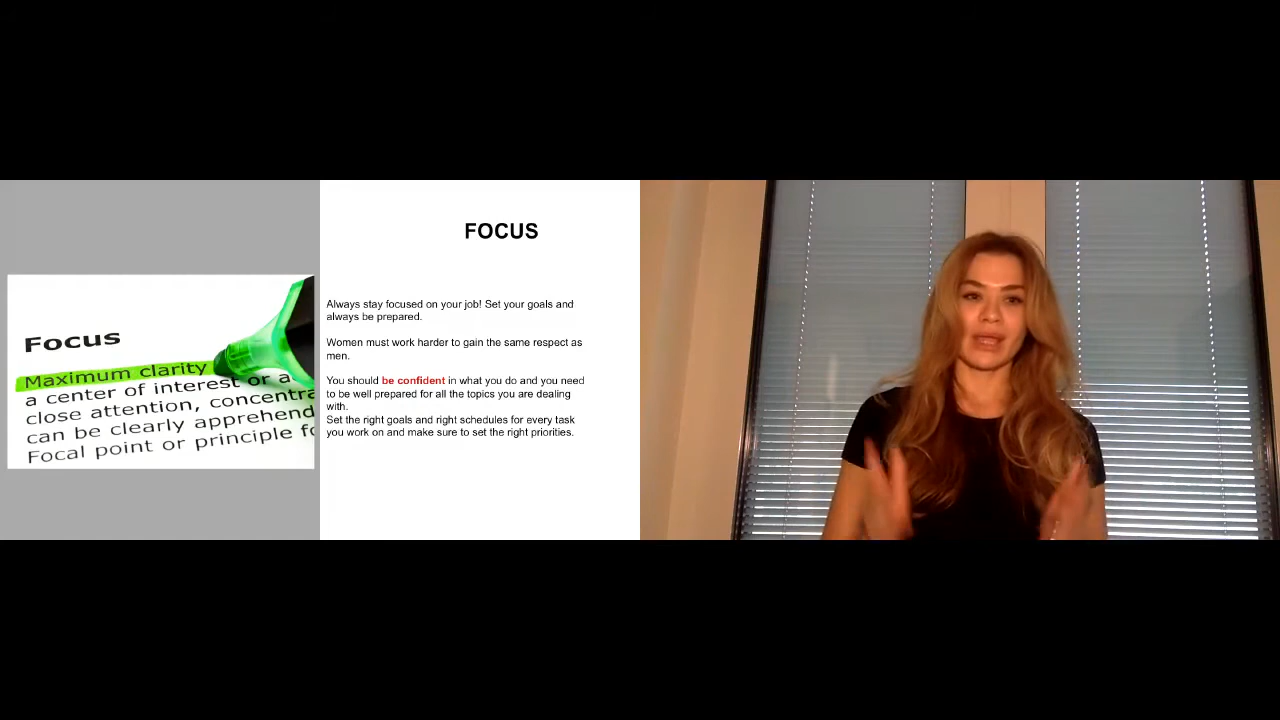 Focus
Maximum clarity
a center of interest or a
close attention, concentra
can be clearly apprehend
Focal point or principle fo
FOCUS
Always stay focused on your job! Set your goals and
always be prepared.
Women must work harder to gain the same respect as
men.
You should be confident in what you do and you need
to be well prepared for all the topics you are dealing
with.
Set the right goals and right schedules for every task
you work on and make sure to set the right priorities.